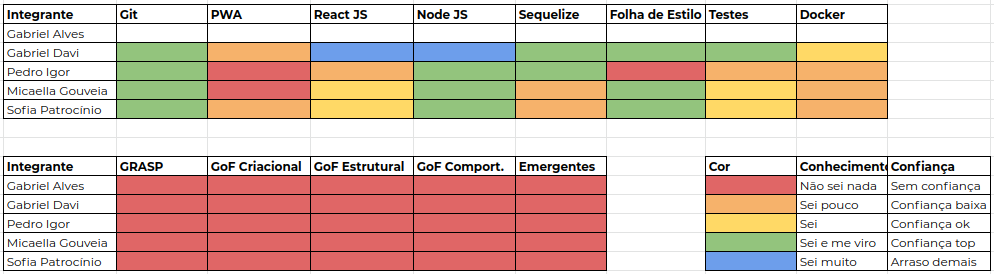 Integrante Git PWA React JS Node JS Sequelize Folha de Estilo Testes Docker
Gabriel Alves
Gabriel Davi
Pedro Igor
Micaella Gouveia
Sofia Patrocínio
Integrante GRASP GoF Criacional GoF Estrutural GoF Comport. Emergentes Cor Conhecimento Confiança
Gabriel Alves Não sei nada Sem confiança
Gabriel Davi Sei pouco Confiança baixa
Pedro Igor Sei Confiança ok
Micaella Gouveia Sei e me viro Confiança top
Sofia Patrocínio Sei muito Arraso demais